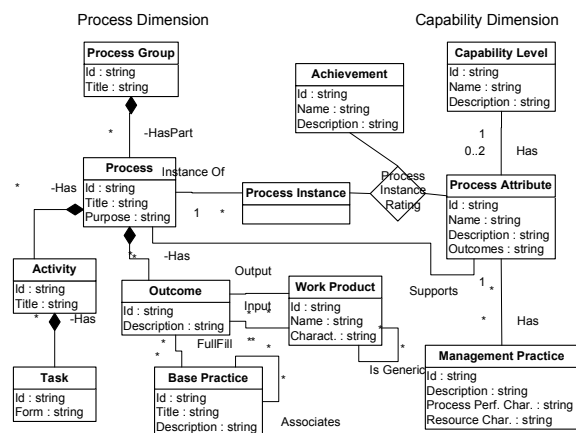 Process Dimension
Capability Dimension
Process Group
Id : string
Title : string
*
-HasPart
Process
Id : string
Title : string
Purpose : string
Instance Of
1
*
Process Instance
Achievement
Id : string
Name : string
Description : string
Process
Instance
Rating
Capability Level
Id : string
Name : string
Description : string
1
0..2
Has
Process Attribute
Id : string
Name : string
Description : string
Outcomes : string
*
-Has
Activity
Id : string
Title : string
*
-Has
Task
Id : string
Form : string
**
-Has
Outcome
Id : string
Description : string
Output
Input
*
*
**
Work Product
Id : string
Name : string
Charact. : string
*
*
Is Generic
*
FullFill
*
Base Practice
Id : string
Title : string
Description : string
*
*
Associates
Supports
1
*
*
Has
Management Practice
Id : string
Description : string
Process Perf. Char. : string
Resource Char. : string